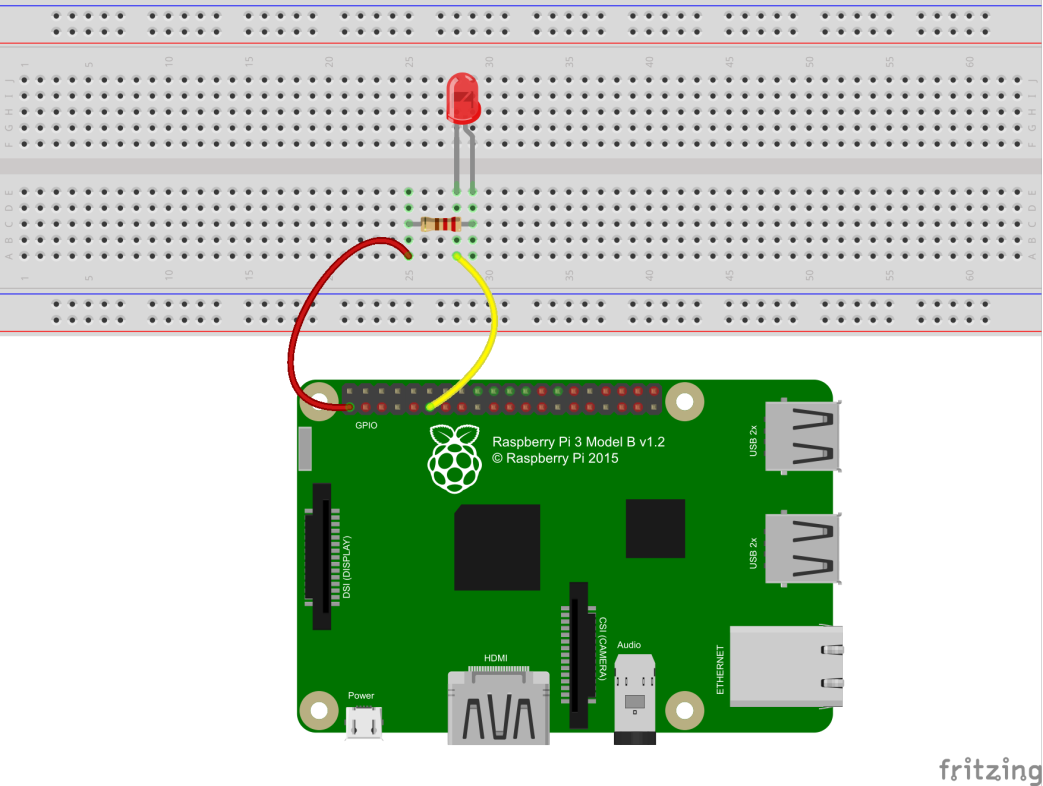 1 5 10 15 20 25 30 35 40 45 50 55 60
J J
I I
H H
G G
F F
E E
D D
C C
B B
A A
1 5 10 15 20 25 30 35 40 45 50 55 60
GPIO
Raspberry Pi 3 Model B v1.2
© Raspberry Pi 2015
USB 2x
DSI (DISPLAY)
USB 2x
CSI (CAMERA)
Audio
ETHERNET
HDMI
Power
fritzing